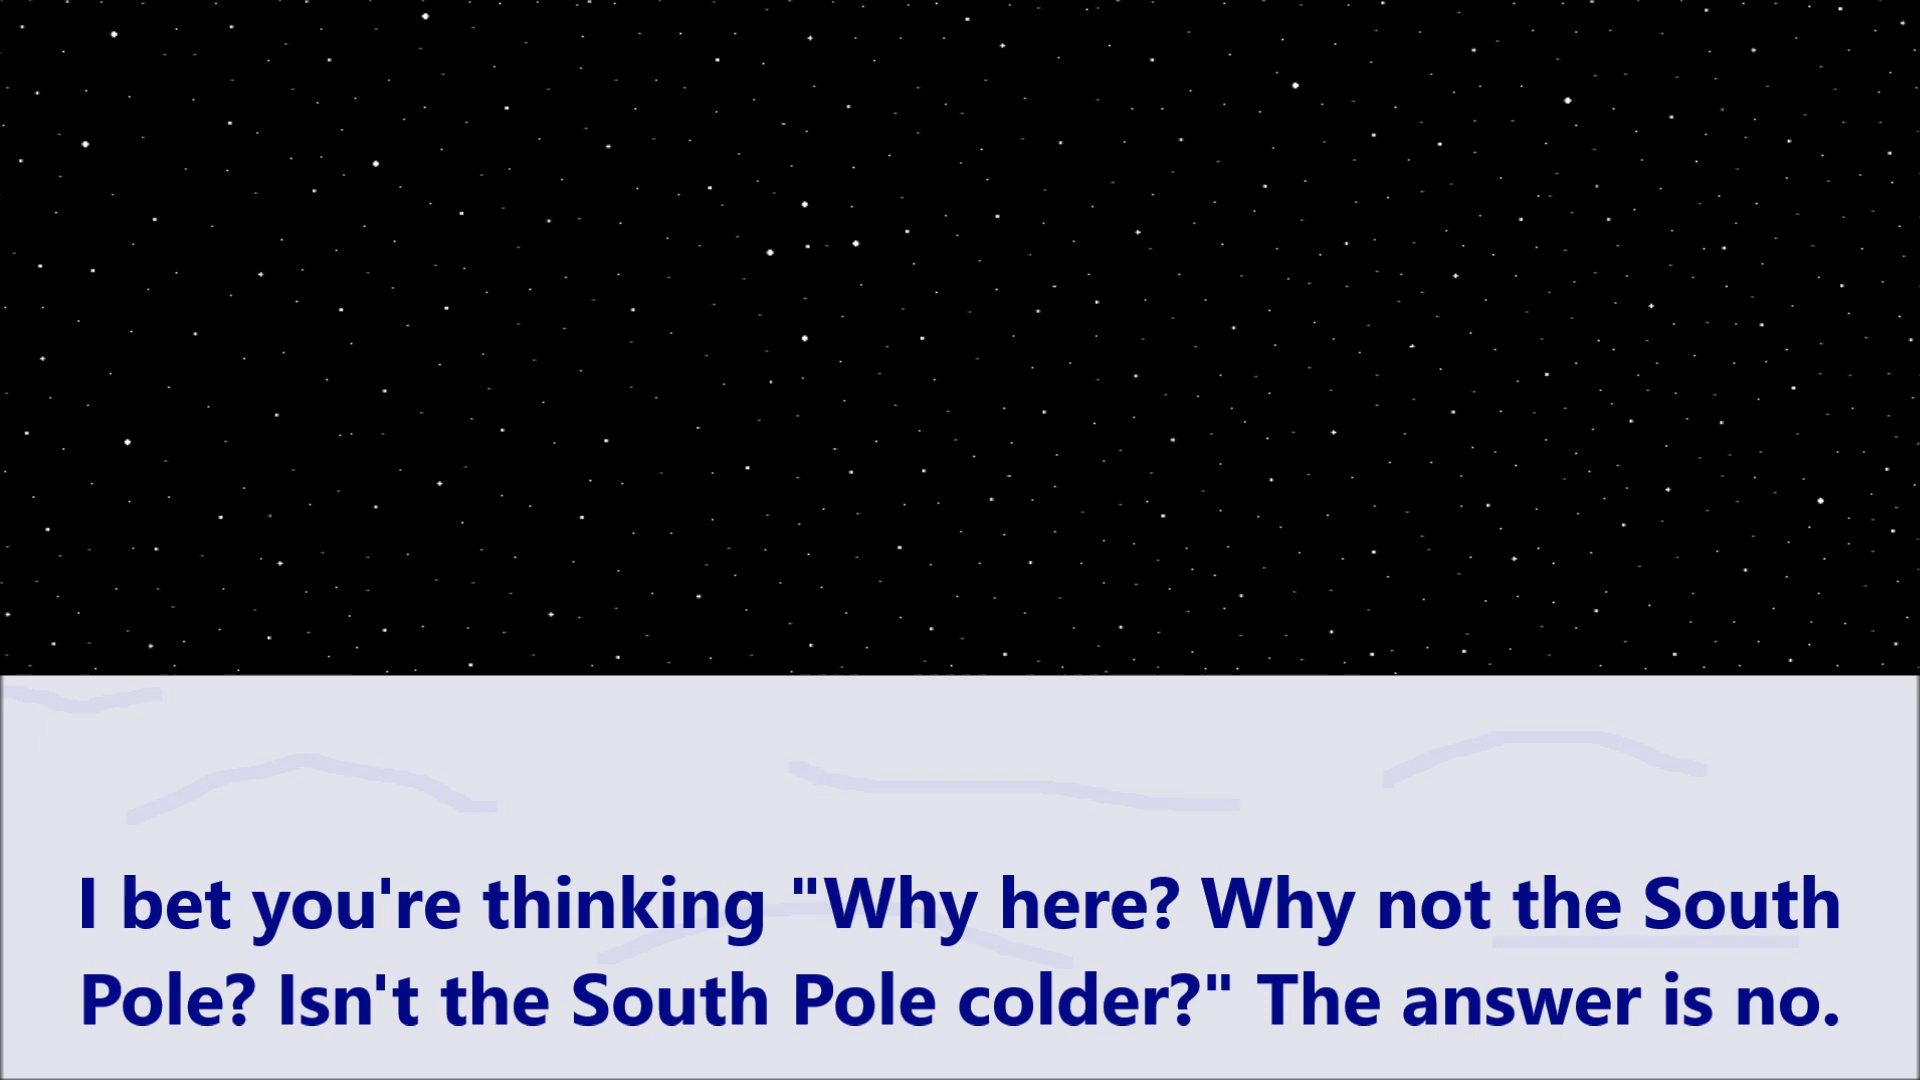 I bet you're thinking "Why here? Why not the South
Pole? Isn't the South Pole colder?" The answer is no.